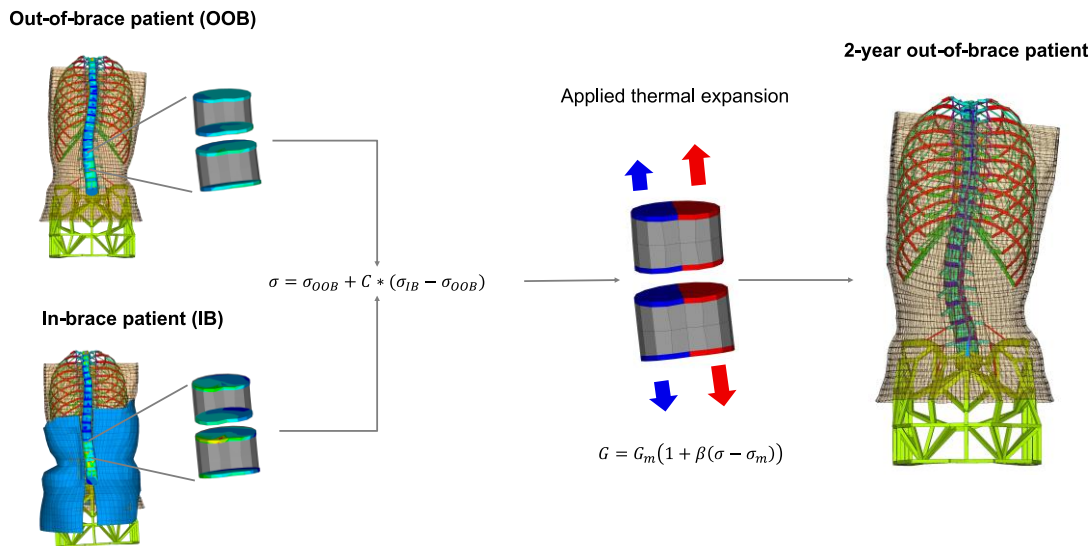 Out-of-brace patient (OOB)
2-year out-of-brace patient
Applied thermal expansion
σ = σ_OOB + C * (σ_IB − σ_OOB)
In-brace patient (IB)
G = G_m(1 + β(σ − σ_m))